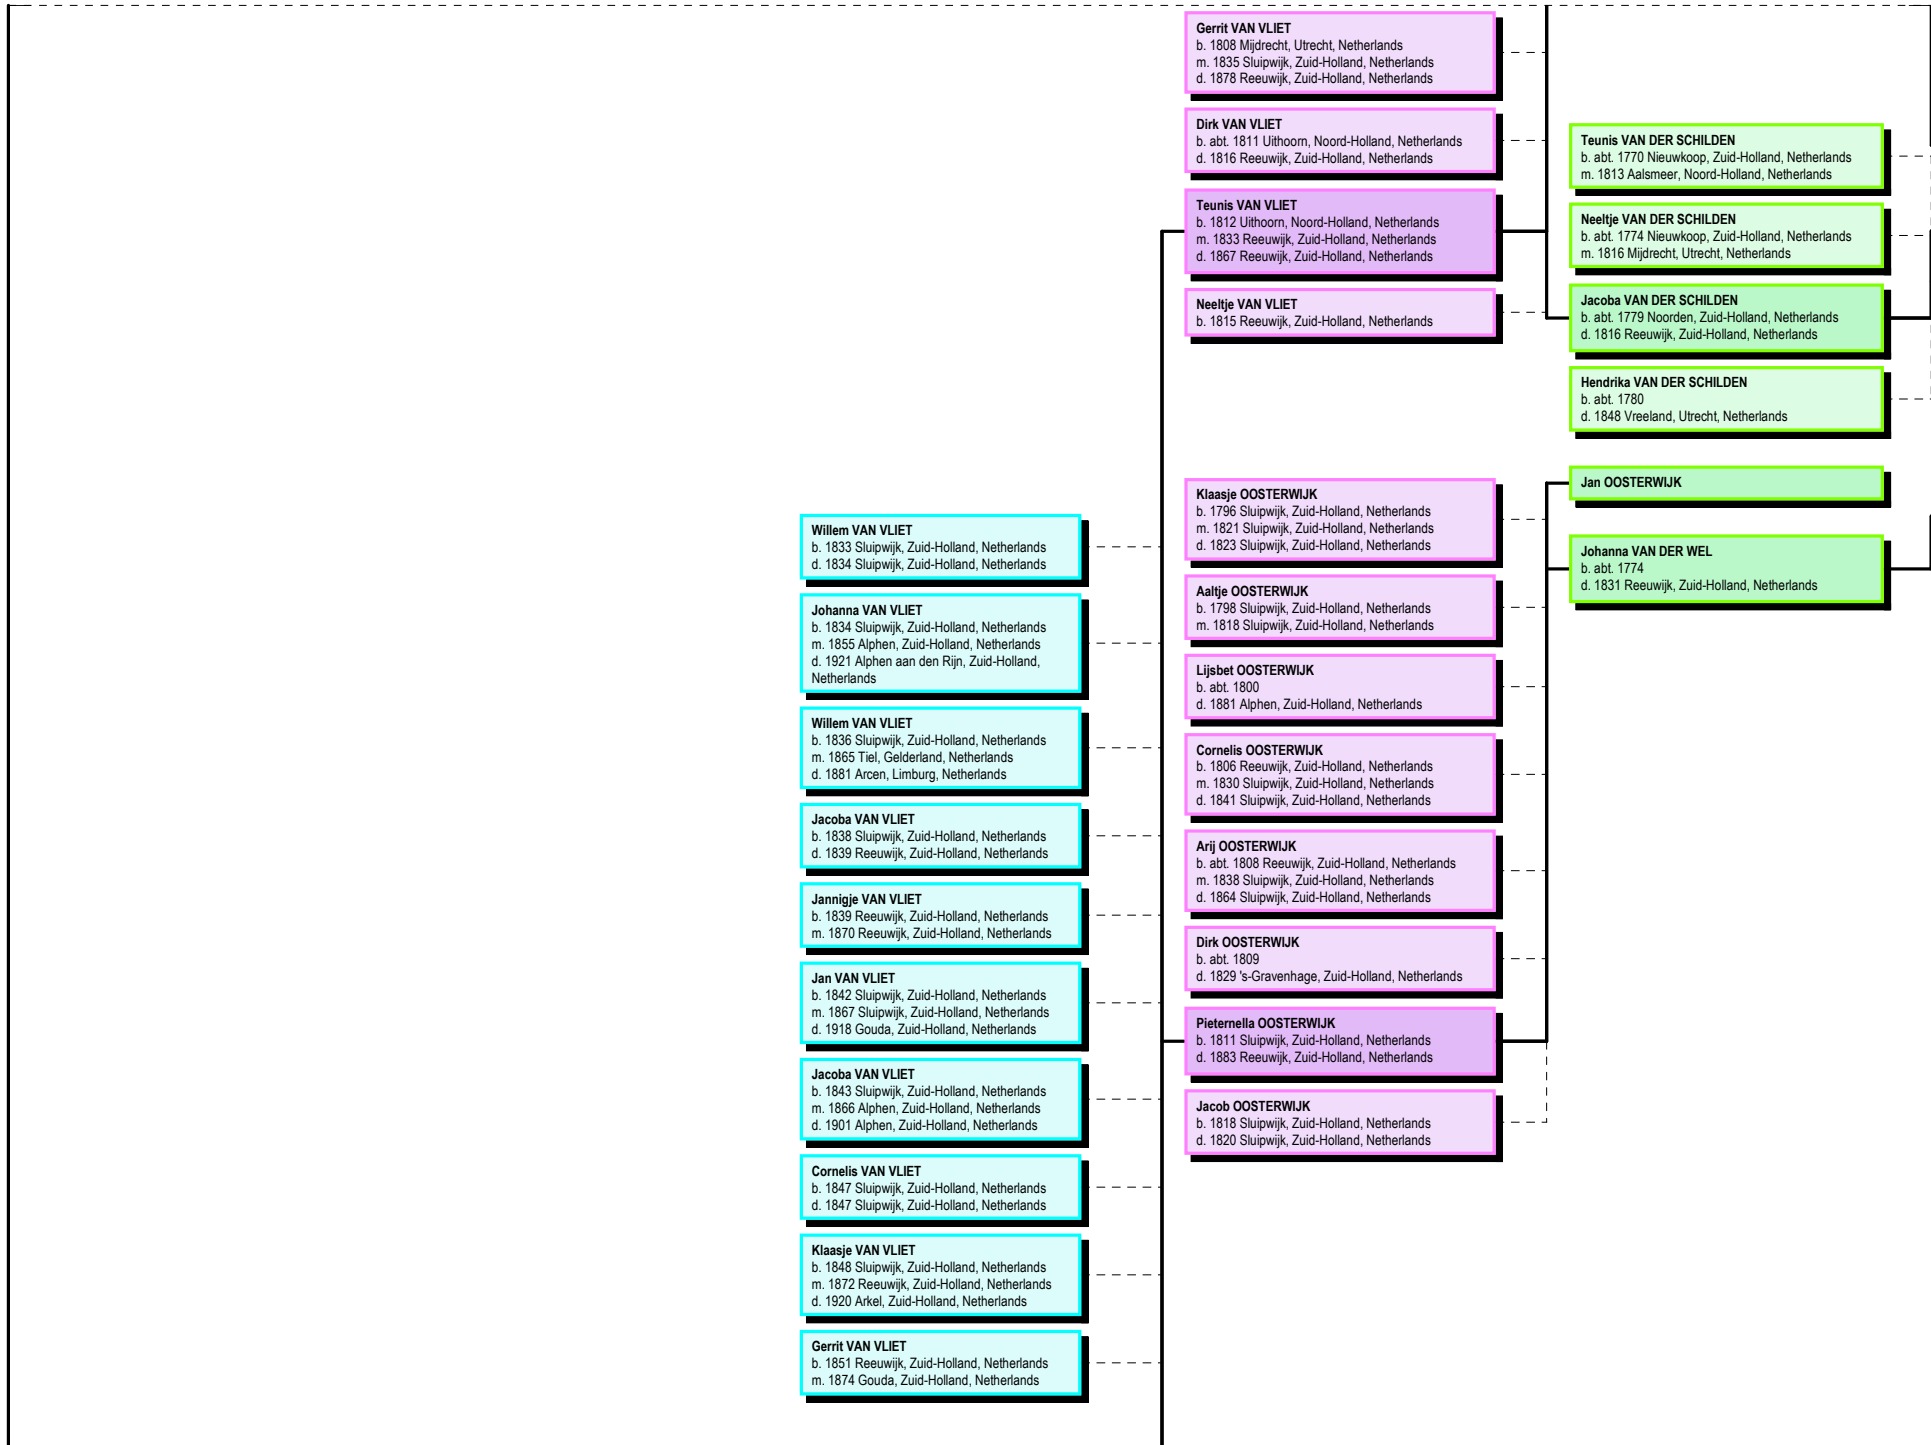 Gerrit VAN VLIET
b. 1808 Mijdrecht, Utrecht, Netherlands
m. 1835 Sluipwijk, Zuid-Holland, Netherlands
d. 1878 Reeuwijk, Zuid-Holland, Netherlands
Dirk VAN VLIET
b. abt. 1811 Uithoorn, Noord-Holland, Netherlands
d. 1816 Reeuwijk, Zuid-Holland, Netherlands
Teunis VAN VLIET
b. 1812 Uithoorn, Noord-Holland, Netherlands
m. 1833 Reeuwijk, Zuid-Holland, Netherlands
d. 1867 Reeuwijk, Zuid-Holland, Netherlands
Neeltje VAN VLIET
b. 1815 Reeuwijk, Zuid-Holland, Netherlands
Teunis VAN DER SCHILDEN
b. abt. 1770 Nieuwkoop, Zuid-Holland, Netherlands
m. 1813 Aalsmeer, Noord-Holland, Netherlands
Neeltje VAN DER SCHILDEN
b. abt. 1774 Nieuwkoop, Zuid-Holland, Netherlands
m. 1816 Mijdrecht, Utrecht, Netherlands
Jacoba VAN DER SCHILDEN
b. abt. 1779 Noorden, Zuid-Holland, Netherlands
d. 1816 Reeuwijk, Zuid-Holland, Netherlands
Hendrika VAN DER SCHILDEN
b. abt. 1780
d. 1848 Vreeland, Utrecht, Netherlands
Jan OOSTERWIJK
Johanna VAN DER WEL
b. abt. 1774
d. 1831 Reeuwijk, Zuid-Holland, Netherlands
Klaasje OOSTERWIJK
b. 1796 Sluipwijk, Zuid-Holland, Netherlands
m. 1821 Sluipwijk, Zuid-Holland, Netherlands
d. 1823 Sluipwijk, Zuid-Holland, Netherlands
Aaltje OOSTERWIJK
b. 1798 Sluipwijk, Zuid-Holland, Netherlands
m. 1818 Sluipwijk, Zuid-Holland, Netherlands
Lijsbet OOSTERWIJK
b. abt. 1800
d. 1881 Alphen, Zuid-Holland, Netherlands
Cornelis OOSTERWIJK
b. 1806 Reeuwijk, Zuid-Holland, Netherlands
m. 1830 Sluipwijk, Zuid-Holland, Netherlands
d. 1841 Sluipwijk, Zuid-Holland, Netherlands
Arij OOSTERWIJK
b. abt. 1808 Reeuwijk, Zuid-Holland, Netherlands
m. 1838 Sluipwijk, Zuid-Holland, Netherlands
d. 1864 Sluipwijk, Zuid-Holland, Netherlands
Dirk OOSTERWIJK
b. abt. 1809
d. 1829 's-Gravenhage, Zuid-Holland, Netherlands
Pieternella OOSTERWIJK
b. 1811 Sluipwijk, Zuid-Holland, Netherlands
d. 1883 Reeuwijk, Zuid-Holland, Netherlands
Jacob OOSTERWIJK
b. 1818 Sluipwijk, Zuid-Holland, Netherlands
d. 1820 Sluipwijk, Zuid-Holland, Netherlands
Willem VAN VLIET
b. 1833 Sluipwijk, Zuid-Holland, Netherlands
d. 1834 Sluipwijk, Zuid-Holland, Netherlands
Johanna VAN VLIET
b. 1834 Sluipwijk, Zuid-Holland, Netherlands
m. 1855 Alphen, Zuid-Holland, Netherlands
d. 1921 Alphen aan den Rijn, Zuid-Holland,
Netherlands
Willem VAN VLIET
b. 1836 Sluipwijk, Zuid-Holland, Netherlands
m. 1865 Tiel, Gelderland, Netherlands
d. 1881 Arcen, Limburg, Netherlands
Jacoba VAN VLIET
b. 1838 Sluipwijk, Zuid-Holland, Netherlands
d. 1839 Reeuwijk, Zuid-Holland, Netherlands
Jannigje VAN VLIET
b. 1839 Reeuwijk, Zuid-Holland, Netherlands
m. 1870 Reeuwijk, Zuid-Holland, Netherlands
Jan VAN VLIET
b. 1842 Sluipwijk, Zuid-Holland, Netherlands
m. 1867 Sluipwijk, Zuid-Holland, Netherlands
d. 1918 Gouda, Zuid-Holland, Netherlands
Jacoba VAN VLIET
b. 1843 Sluipwijk, Zuid-Holland, Netherlands
m. 1866 Alphen, Zuid-Holland, Netherlands
d. 1901 Alphen, Zuid-Holland, Netherlands
Cornelis VAN VLIET
b. 1847 Sluipwijk, Zuid-Holland, Netherlands
d. 1847 Sluipwijk, Zuid-Holland, Netherlands
Klaasje VAN VLIET
b. 1848 Sluipwijk, Zuid-Holland, Netherlands
m. 1872 Reeuwijk, Zuid-Holland, Netherlands
d. 1920 Arkel, Zuid-Holland, Netherlands
Gerrit VAN VLIET
b. 1851 Reeuwijk, Zuid-Holland, Netherlands
m. 1874 Gouda, Zuid-Holland, Netherlands